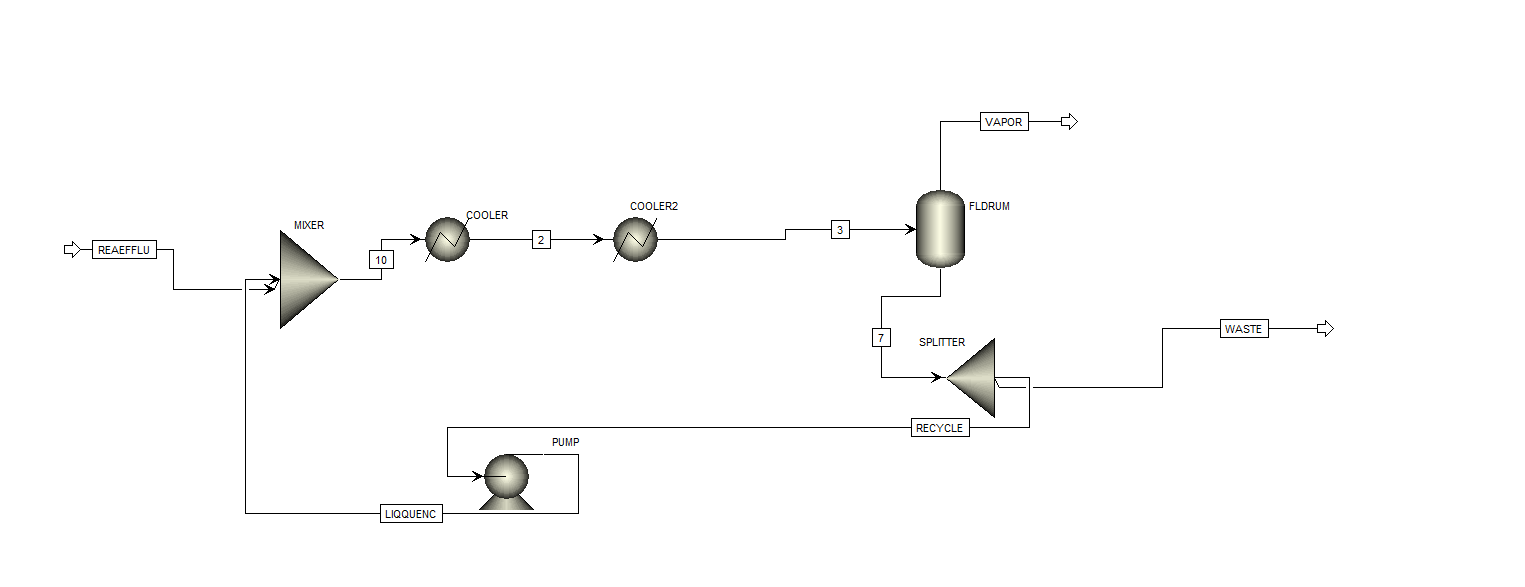 VAPOR
COOLER2
FLDRUM
COOLER
MIXER
3
2
REAEFFLU
10
WASTE
7
SPLITTER
RECYCLE
PUMP
LIQQUENC